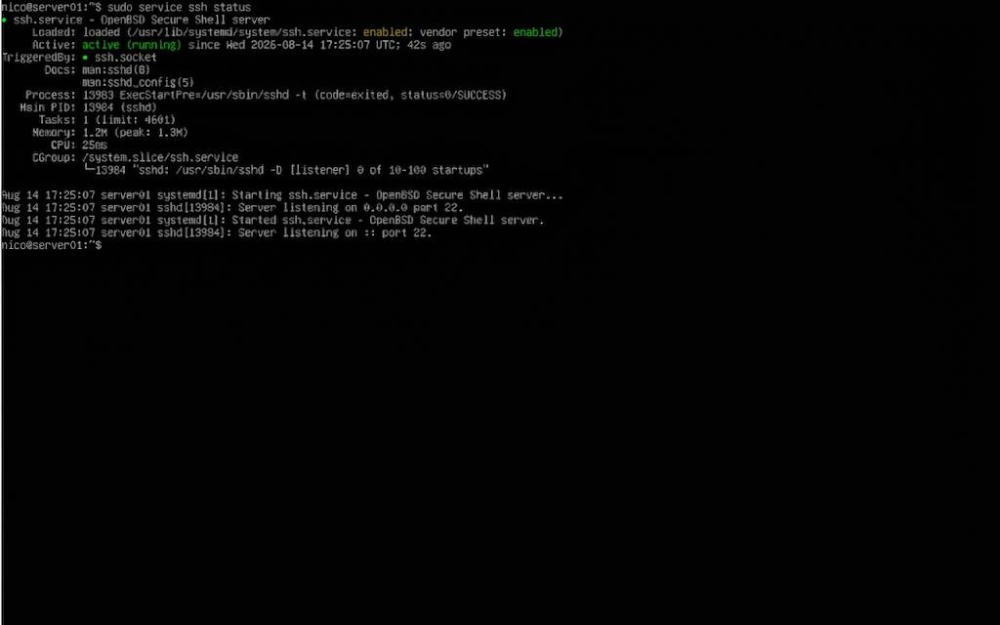 nico@server01:~$ sudo service ssh status
● ssh.service - OpenBSD Secure Shell server
Loaded: loaded (/usr/lib/systemd/system/ssh.service: enabled: vendor preset: enabled)
Active: active (running) since Wed 2026-08-14 17:25:07 UTC; 42s ago
TriggeredBy: ● ssh.socket
Docs: man:sshd(8)
man:sshd_config(5)
Process: 13983 ExecStartPre=/usr/sbin/sshd -t (code=exited, status=0/SUCCESS)
Main PID: 13984 (sshd)
Tasks: 1 (limit: 4601)
Memory: 1.2M (peak: 1.3M)
CPU: 25ms
CGroup: /system.slice/ssh.service
└─13984 "sshd: /usr/sbin/sshd -D [listener] 0 of 10-100 startups"
Aug 14 17:25:07 server01 systemd[1]: Starting ssh.service - OpenBSD Secure Shell server...
Aug 14 17:25:07 server01 sshd[13984]: Server listening on 0.0.0.0 port 22.
Aug 14 17:25:07 server01 systemd[1]: Started ssh.service - OpenBSD Secure Shell server.
Aug 14 17:25:07 server01 sshd[13984]: Server listening on :: port 22.
nico@server01:~$